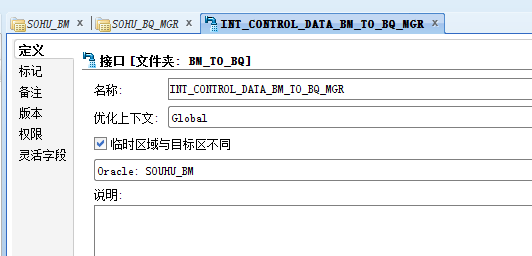 SOHU_BM x SOHU_BQ_MGR x INT_CONTROL_DATA_BM_TO_BQ_MGR x
定义
标记
备注
版本
权限
灵活字段
接口 [文件夹: BM_TO_BQ]
名称: INT_CONTROL_DATA_BM_TO_BQ_MGR
优化上下文: Global
临时区域与目标区不同
Oracle: SOUHU_BM
说明: